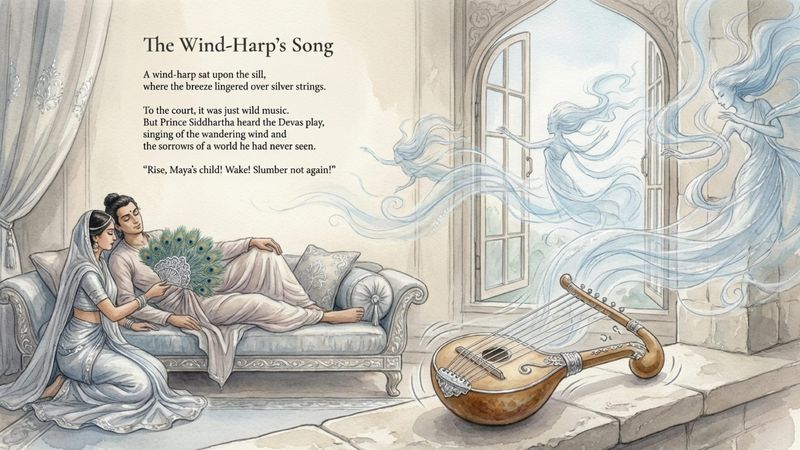 The Wind-Harp's Song
A wind-harp sat upon the sill,
where the breeze lingered over silver strings.
To the court, it was just wild music.
But Prince Siddhartha heard the Devas play,
singing of the wandering wind and
the sorrows of a world he had never seen.
“Rise, Maya's child! Wake! Slumber not again!”